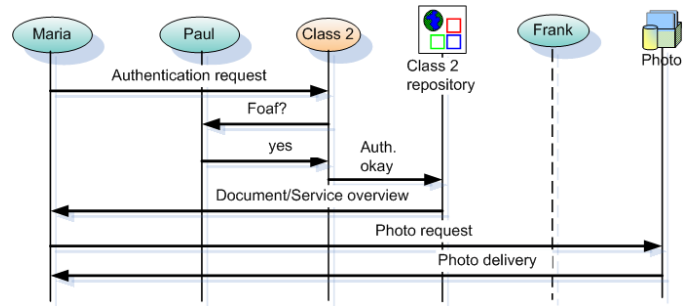 Maria
Paul
Class 2
Class 2
repository
Frank
Photo
Authentication request
Foaf?
yes
Auth.
okay
Document/Service overview
Photo request
Photo delivery